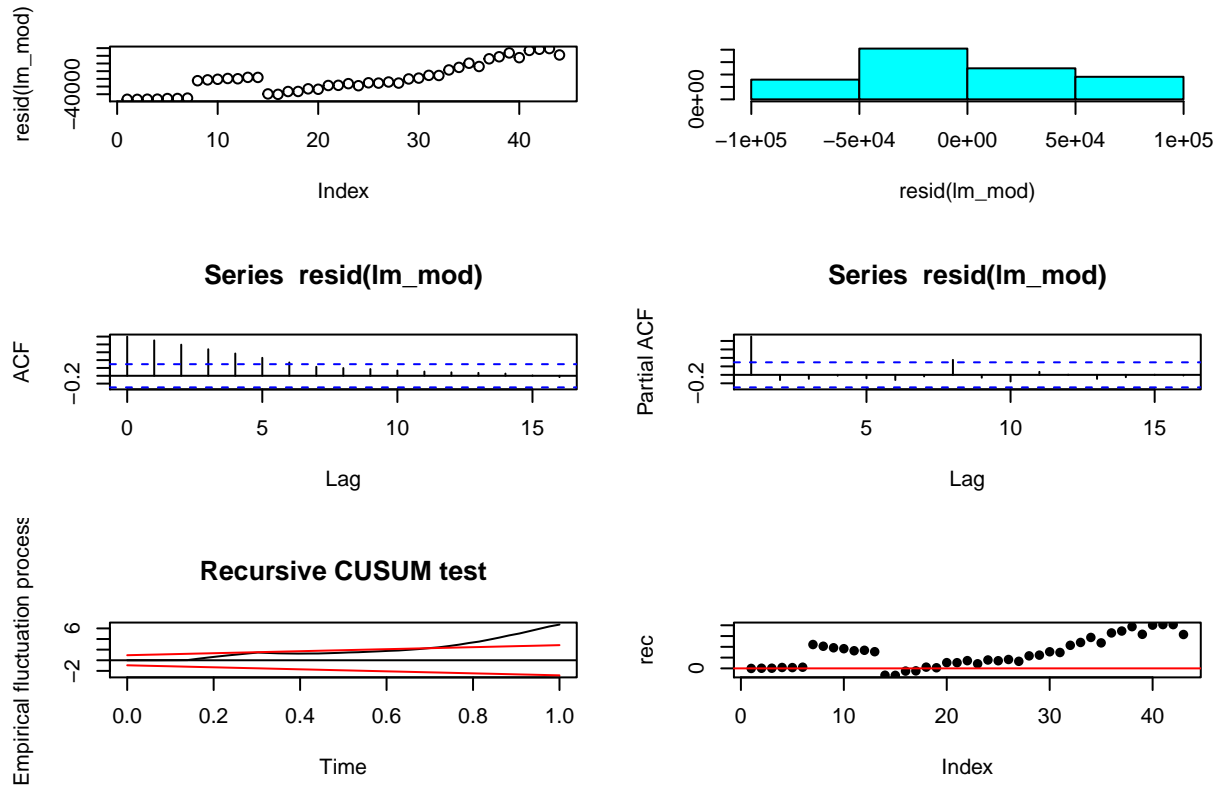 resid(lm_mod)
−40000
0 10 20 30 40
Index
0e+00
−1e+05 −5e+04 0e+00 5e+04 1e+05
resid(lm_mod)
Series resid(lm_mod)
ACF
−0.2
0 5 10 15
Lag
Series resid(lm_mod)
Partial ACF
−0.2
5 10 15
Lag
Recursive CUSUM test
Empirical fluctuation process
6
−2
0.0 0.2 0.4 0.6 0.8 1.0
Time
rec
0
0 10 20 30 40
Index